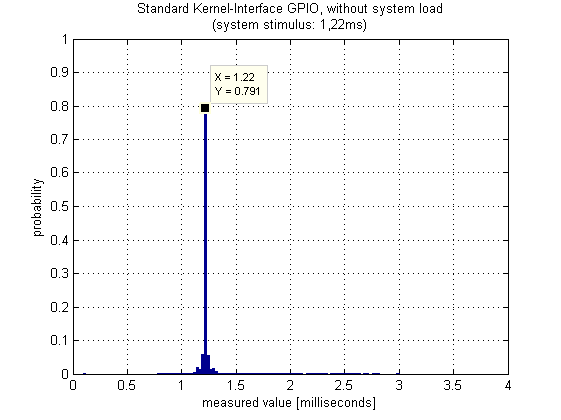 Standard Kernel-Interface GPIO, without system load
(system stimulus: 1,22ms)
1
0.9
0.8
0.7
0.6
0.5
0.4
0.3
0.2
0.1
0
X = 1.22
Y = 0.791
probability
0 0.5 1 1.5 2 2.5 3 3.5 4
measured value [milliseconds]